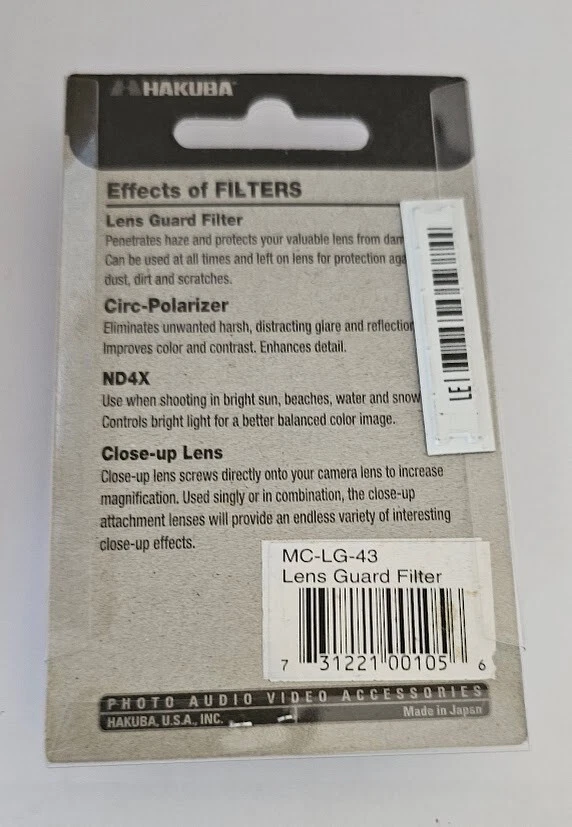 HAKUBA
Effects of FILTERS
Lens Guard Filter
Penetrates haze and protects your valuable lens from
Can be used at all times and left on lens for protection
dust, dirt and scratches.
Circ-Polarizer
Eliminates unwanted harsh, distracting glare and
Improves color and contrast. Enhances detail.
ND4X
Use when shooting in bright sun, beaches, water and snow
Controls bright light for a better balanced color image.
Close-up Lens
Close-up lens screws directly onto your camera lens to increase
magnification. Used singly or in combination, the close-up
attachment lenses will provide an endless variety of interesting
close-up effects.
LE
MC-LG-43
Lens Guard Filter
7 31221 00105 6
PHOTO AUDIO VIDEO ACCESSORIES
HAKUBA, U.S.A., INC.
Made in Japan